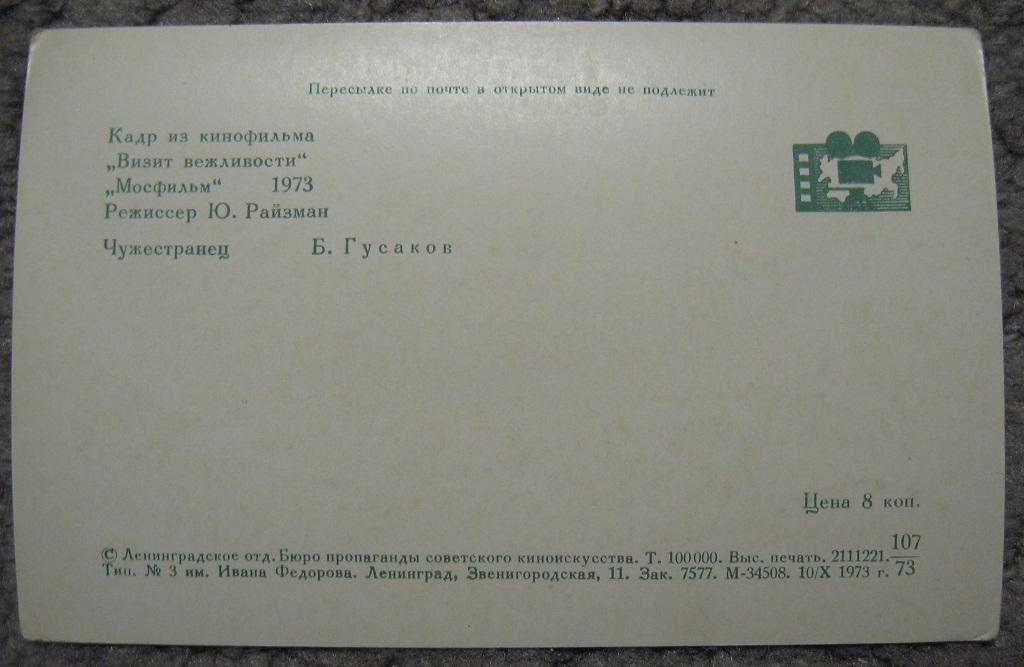 Пересылке по почте в открытом виде не подлежит
Кадр из кинофильма
„Визит вежливости“
„Мосфильм“ 1973
Режиссер Ю. Райзман
Чужестранец Б. Гусаков
Цена 8 коп.
© Ленинградское отд. Бюро пропаганды советского киноискусства. Т. 100000. Выс. печать. 2111221. 107
Тип. № 3 им. Ивана Федорова. Ленинград, Звенигородская, 11. Зак. 7577. М-34508. 10/X 1973 г. 73